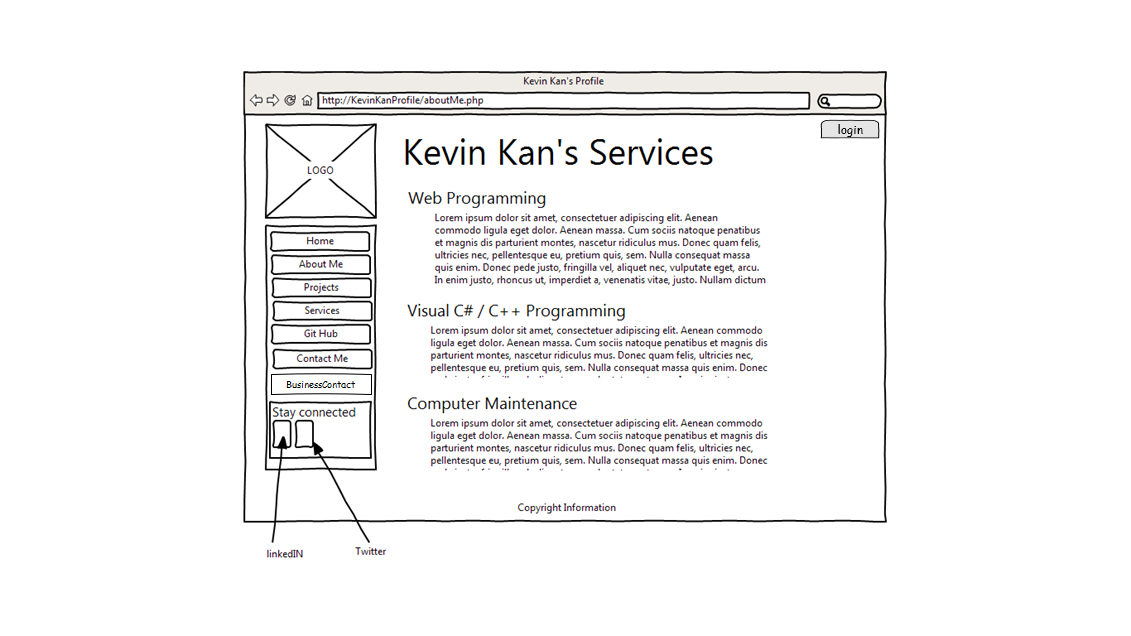 Kevin Kan's Profile
http://KevinKanProfile/aboutMe.php
login
LOGO
Home
About Me
Projects
Services
Git Hub
Contact Me
BusinessContact
Stay connected
Kevin Kan's Services
Web Programming
Lorem ipsum dolor sit amet, consectetuer adipiscing elit. Aenean
commodo ligula eget dolor. Aenean massa. Cum sociis natoque penatibus
et magnis dis parturient montes, nascetur ridiculus mus. Donec quam felis,
ultricies nec, pellentesque eu, pretium quis, sem. Nulla consequat massa
quis enim. Donec pede justo, fringilla vel, aliquet nec, vulputate eget, arcu.
In enim justo, rhoncus ut, imperdiet a, venenatis vitae, justo. Nullam dictum
Visual C# / C++ Programming
Lorem ipsum dolor sit amet, consectetuer adipiscing elit. Aenean commodo
ligula eget dolor. Aenean massa. Cum sociis natoque penatibus et magnis dis
parturient montes, nascetur ridiculus mus. Donec quam felis, ultricies nec,
pellentesque eu, pretium quis, sem. Nulla consequat massa quis enim. Donec
Computer Maintenance
Lorem ipsum dolor sit amet, consectetuer adipiscing elit. Aenean commodo
ligula eget dolor. Aenean massa. Cum sociis natoque penatibus et magnis dis
parturient montes, nascetur ridiculus mus. Donec quam felis, ultricies nec,
pellentesque eu, pretium quis, sem. Nulla consequat massa quis enim. Donec
Copyright Information
linkedIN
Twitter